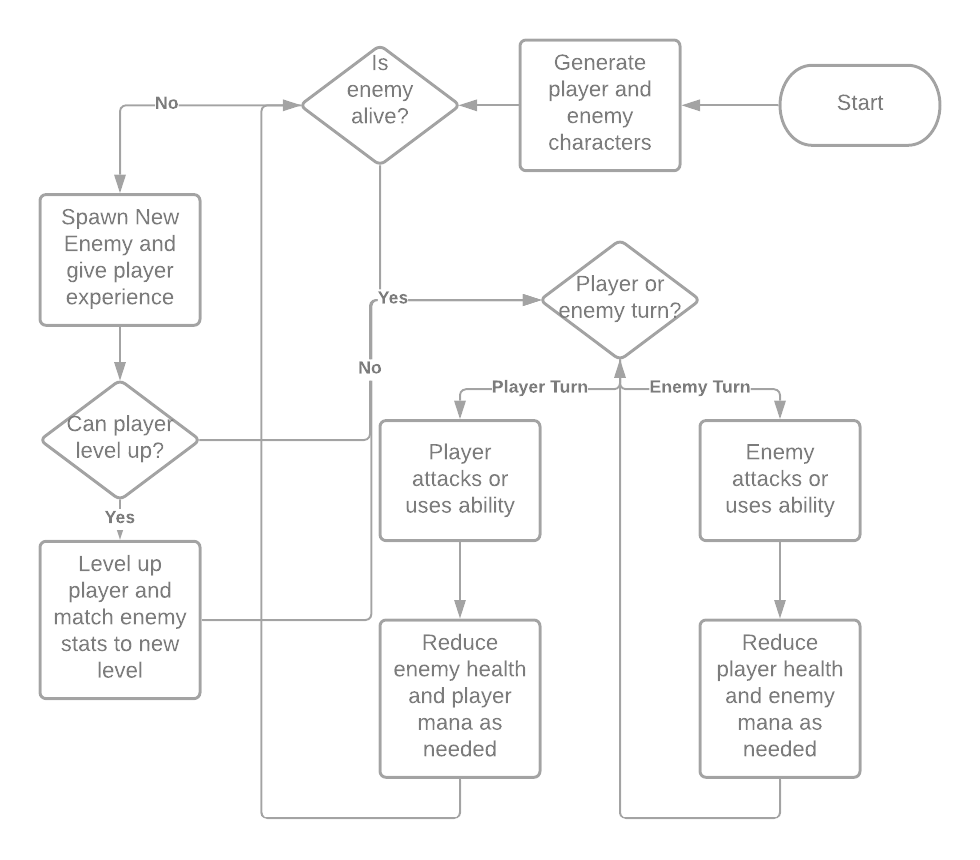 Start
Generate
player and
enemy
characters
Is
enemy
alive?
No
Spawn New
Enemy and
give player
experience
Can player
level up?
Yes
Level up
player and
match enemy
stats to new
level
No
Yes
Player or
enemy turn?
Player Turn
Enemy Turn
Player
attacks or
uses ability
Reduce
enemy health
and player
mana as
needed
Enemy
attacks or
uses ability
Reduce
player health
and enemy
mana as
needed